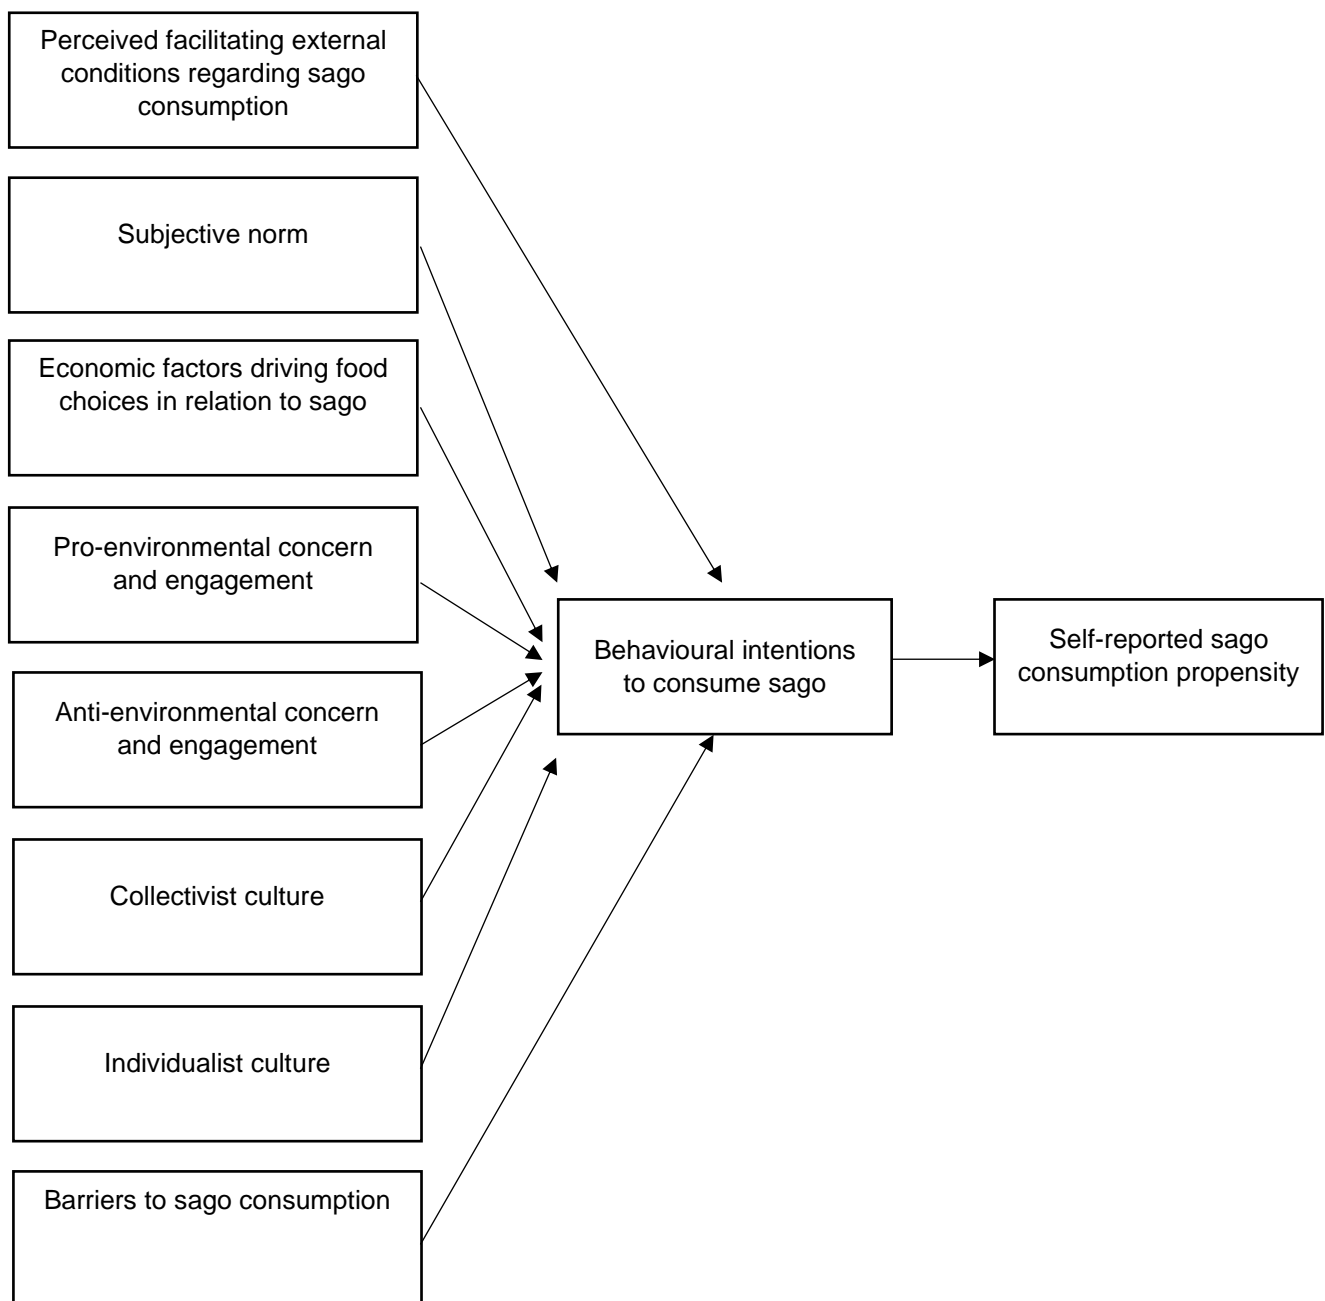 Perceived facilitating external
conditions regarding sago
consumption
Subjective norm
Economic factors driving food
choices in relation to sago
Pro-environmental concern
and engagement
Anti-environmental concern
and engagement
Collectivist culture
Individualist culture
Barriers to sago consumption
Behavioural intentions
to consume sago
Self-reported sago
consumption propensity